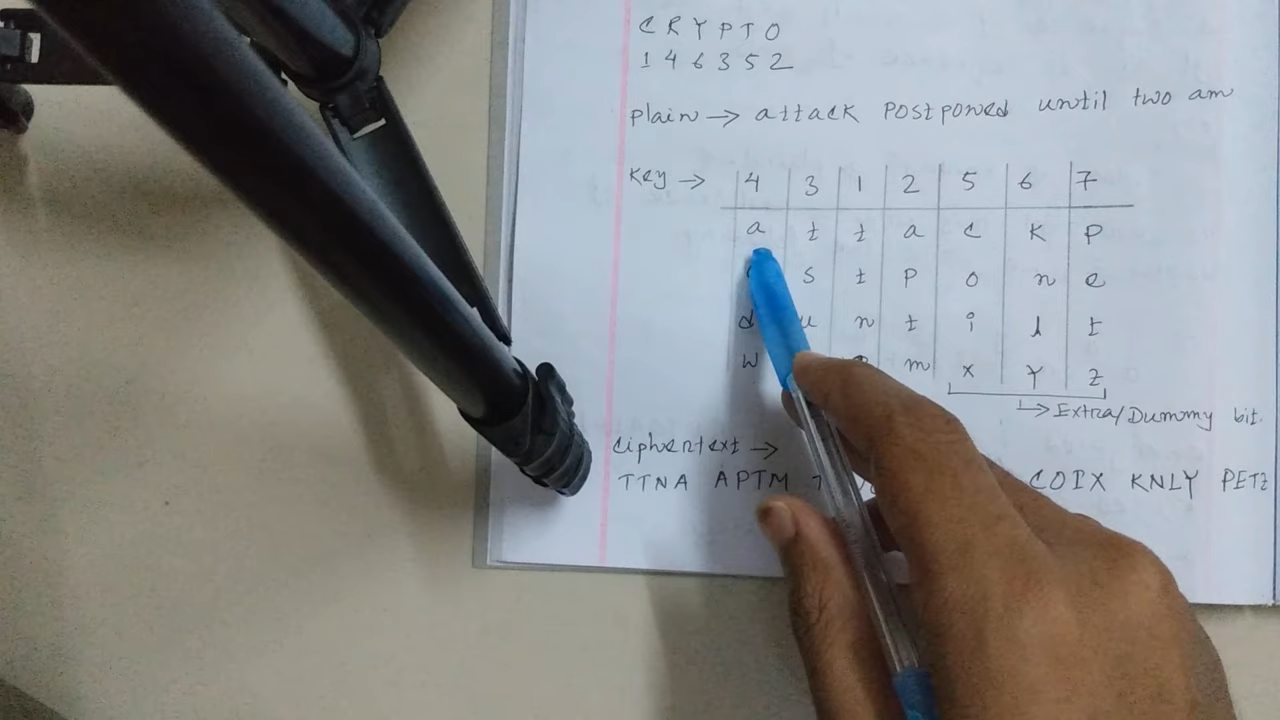 CRYPTO
146352
Plain → attack Postponed until two am
Key → 4 3 1 2 5 6 7
a t t a c k P
s t p o n e
d u n t i l t
w m x Y z
→ Extra/Dummy bit.
Ciphertext →
TTNA APTM COIX KNLY PETZ